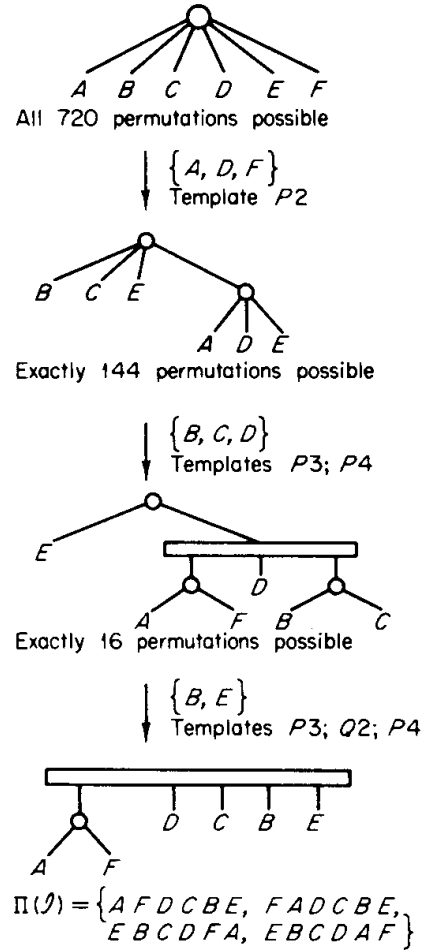 A B C D E F
All 720 permutations possible
{A, D, F}
Template P2
B C E
A D E
Exactly 144 permutations possible
{B, C, D}
Templates P3; P4
E
D
A F B C
Exactly 16 permutations possible
{B, E}
Templates P3; Q2; P4
D C B E
A F
Π(𝓘) = {A F D C B E, F A D C B E,
E B C D F A, E B C D A F}